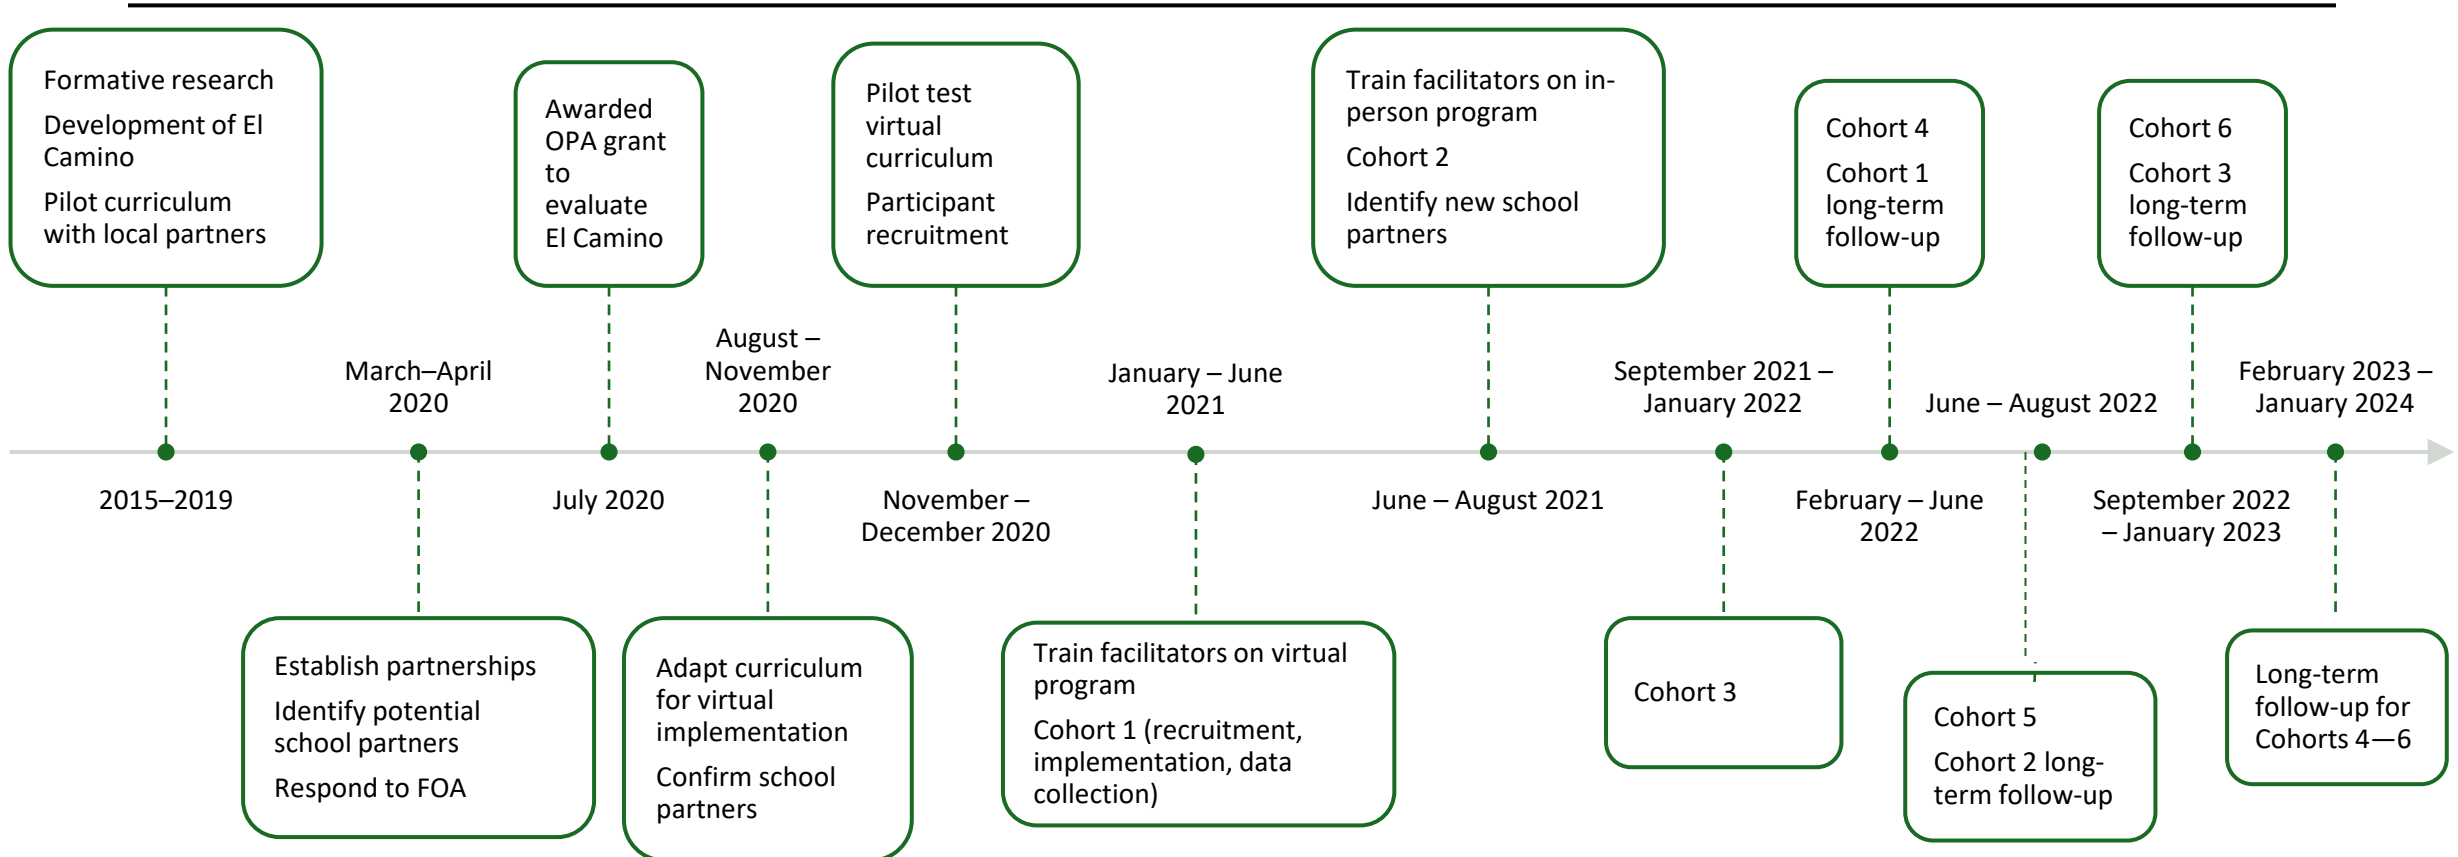 Formative research
Development of El
Camino
Pilot curriculum
with local partners
2015–2019
March–April
2020
Establish partnerships
Identify potential
school partners
Respond to FOA
Awarded
OPA grant
to
evaluate
El Camino
July 2020
August –
November
2020
Adapt curriculum
for virtual
implementation
Confirm school
partners
Pilot test
virtual
curriculum
Participant
recruitment
November –
December 2020
January – June
2021
Train facilitators on virtual
program
Cohort 1 (recruitment,
implementation, data
collection)
Train facilitators on in-
person program
Cohort 2
Identify new school
partners
June – August 2021
September 2021 –
January 2022
Cohort 3
Cohort 4
Cohort 1
long-term
follow-up
February – June
2022
June – August 2022
Cohort 5
Cohort 2 long-
term follow-up
Cohort 6
Cohort 3
long-term
follow-up
September 2022
– January 2023
February 2023 –
January 2024
Long-term
follow-up for
Cohorts 4—6